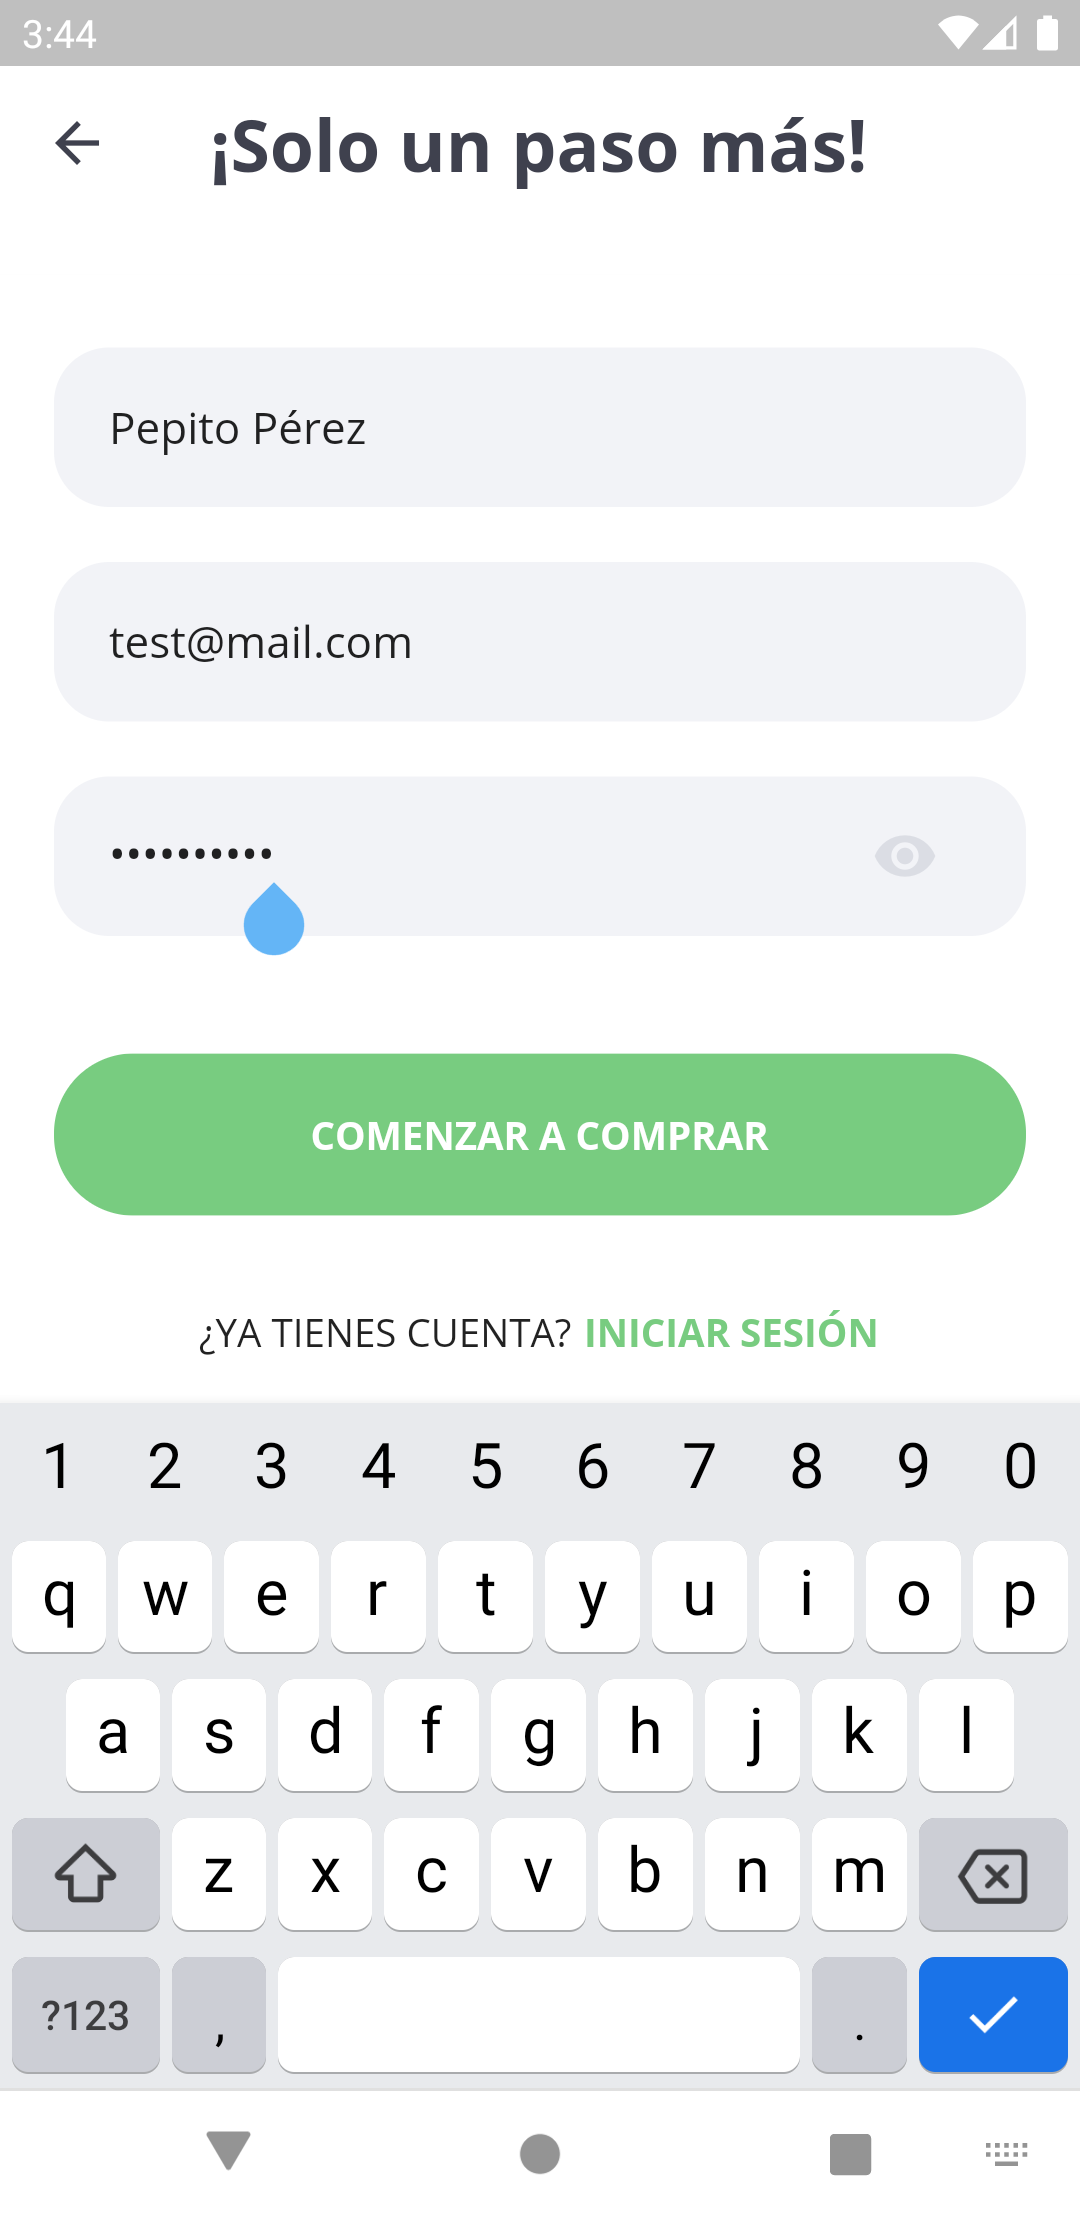 3:44
¡Solo un paso más!
Pepito Pérez
test@mail.com
••••••••••
COMENZAR A COMPRAR
¿YA TIENES CUENTA? INICIAR SESIÓN
1 2 3 4 5 6 7 8 9 0
q w e r t y u i o p
a s d f g h j k l
z x c v b n m
?123 , .